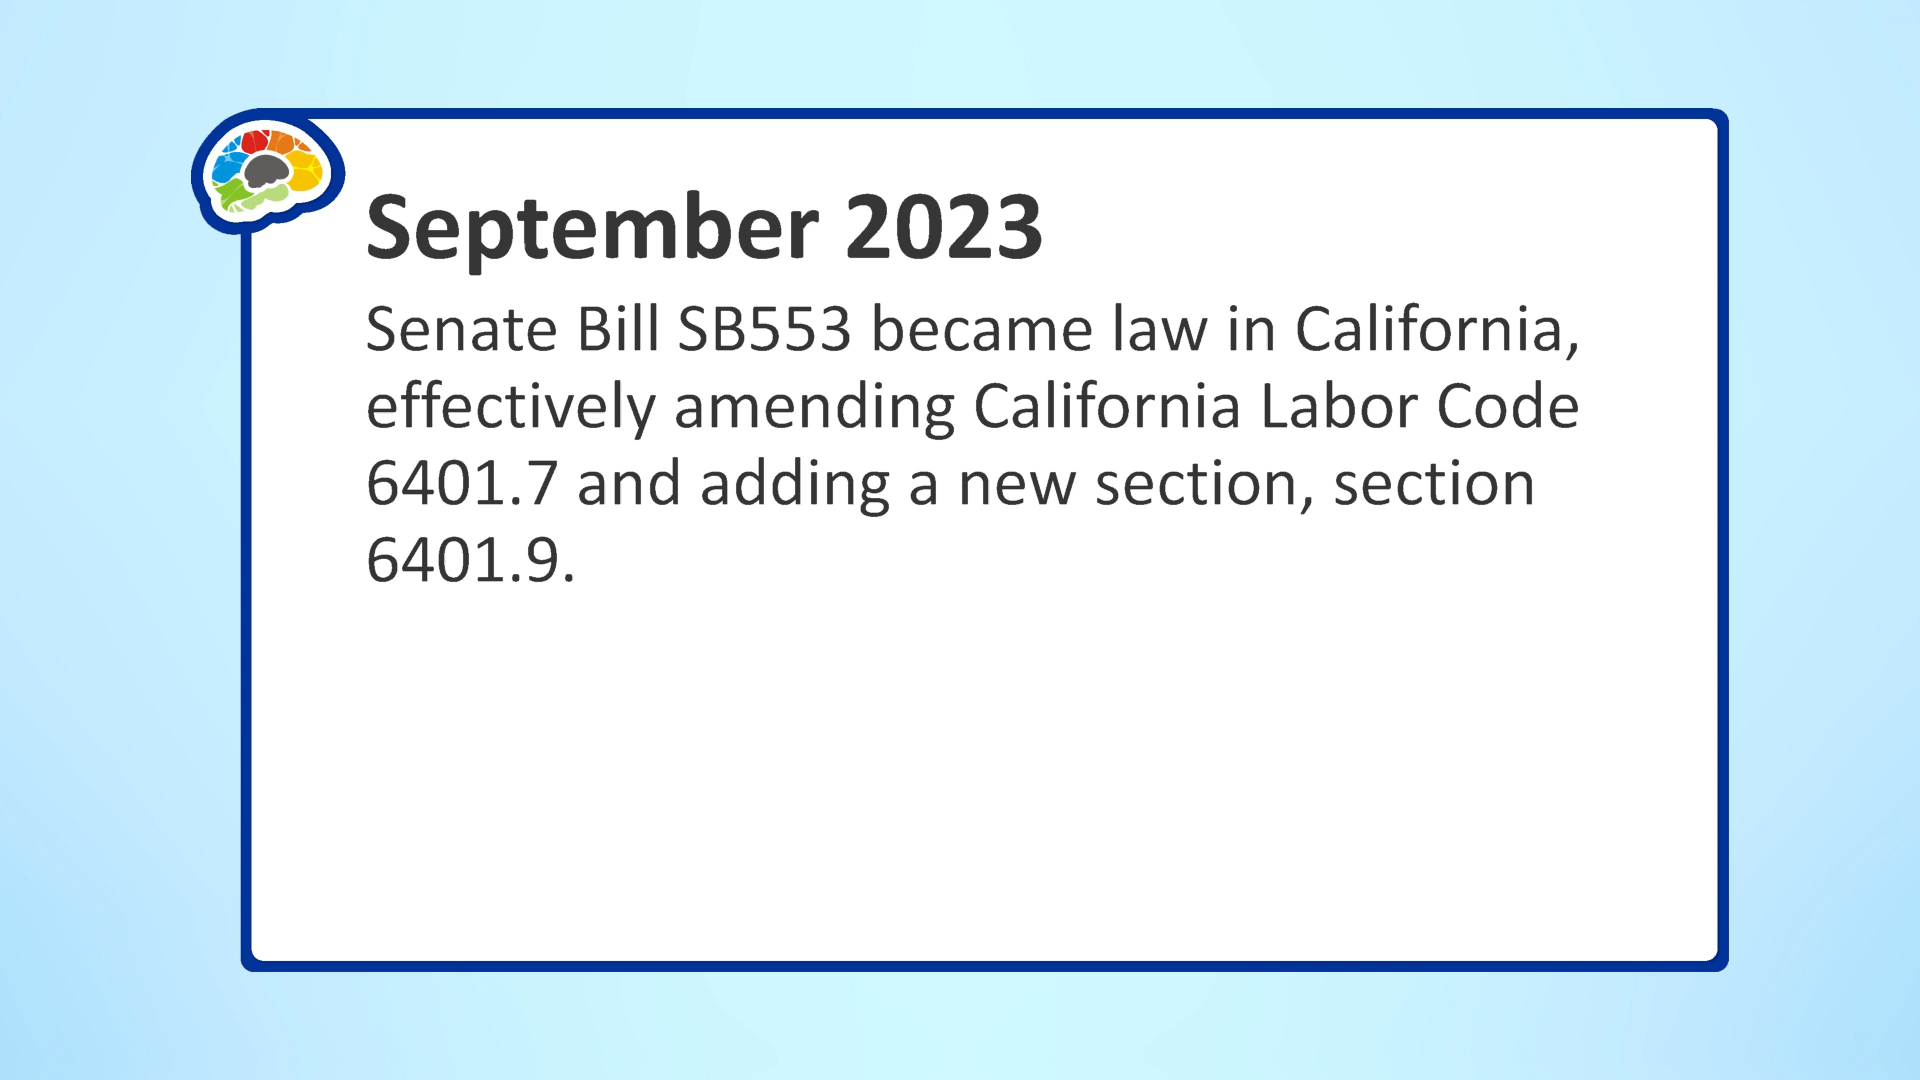 September 2023
Senate Bill SB553 became law in California,
effectively amending California Labor Code
6401.7 and adding a new section, section
6401.9.